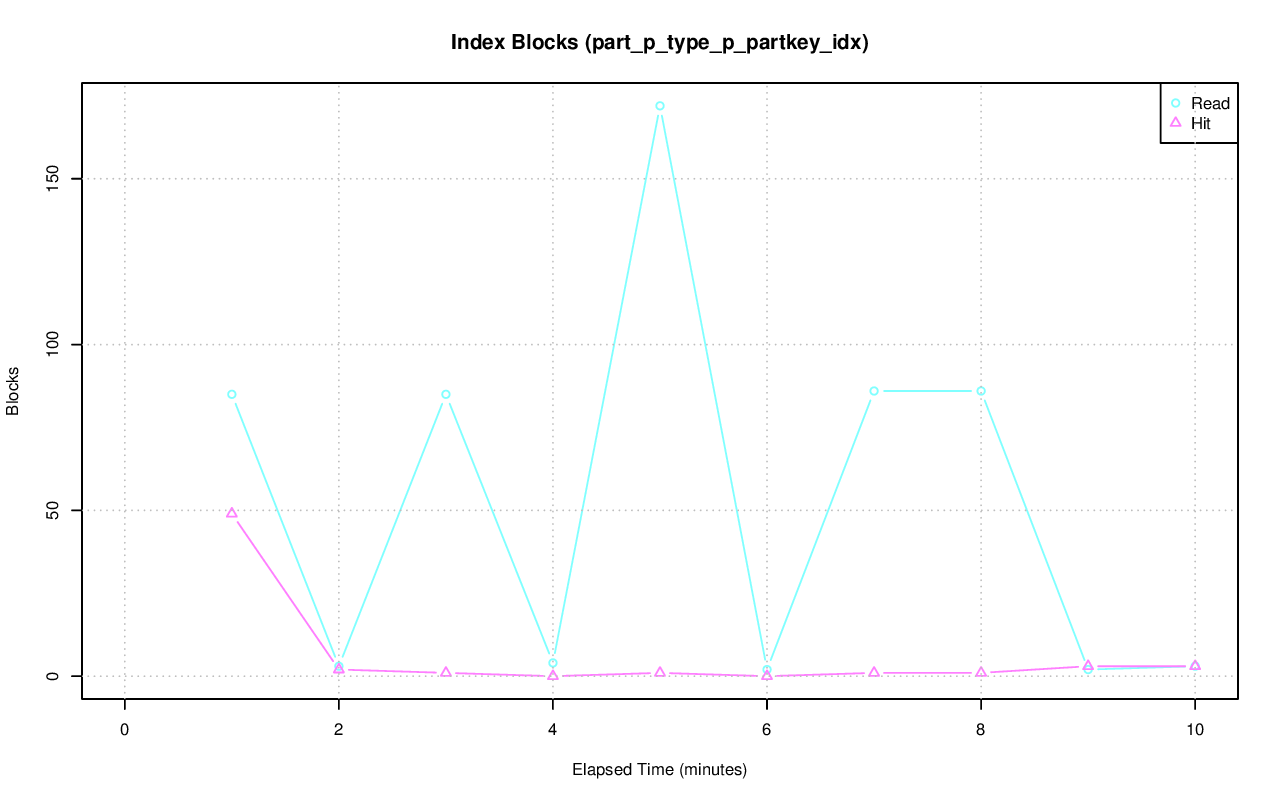 Index Blocks (part_p_type_p_partkey_idx)
Read
Hit
Blocks
0
50
100
150
0 2 4 6 8 10
Elapsed Time (minutes)